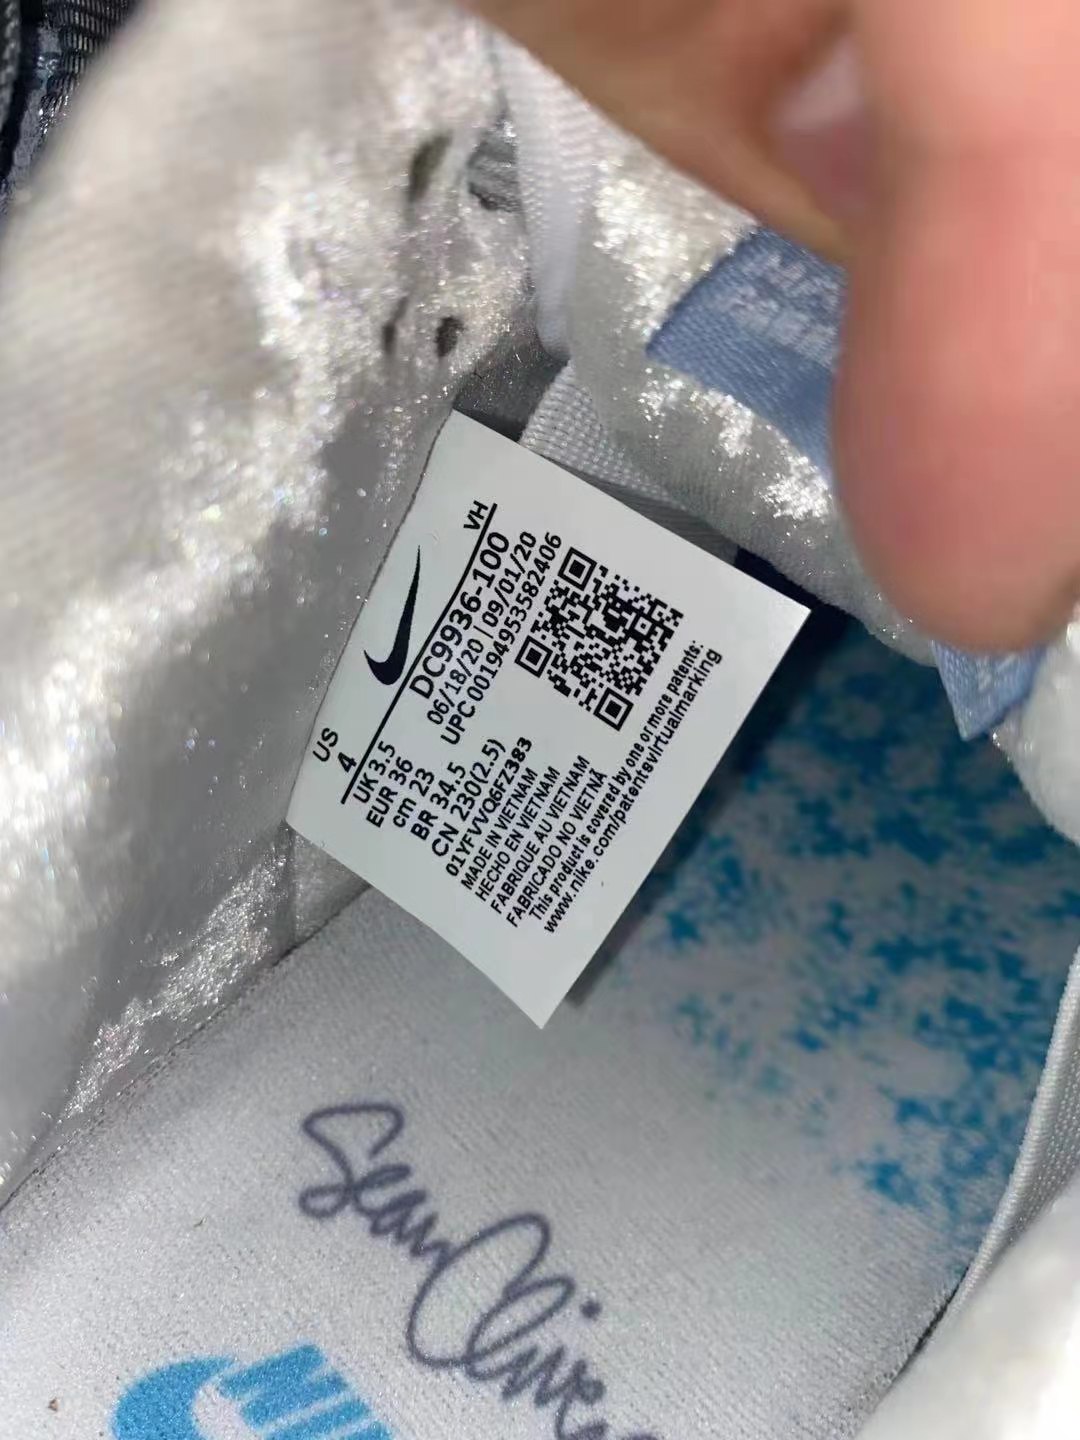 US
4
UK 3.5
EUR 36
cm 23
BR 34.5
CN 230(2.5)
VH
DC9936-100
06/18/20 | 09/01/20
UPC 00194953582406
01YFVVQ6FZ383
MADE IN VIETNAM
HECHO EN VIETNAM
FABRIQUE AU VIETNAM
FABRICADO NO VIETNÃ
This product is covered by one or more patents:
www.nike.com/patentsvirtualmarking
Sean